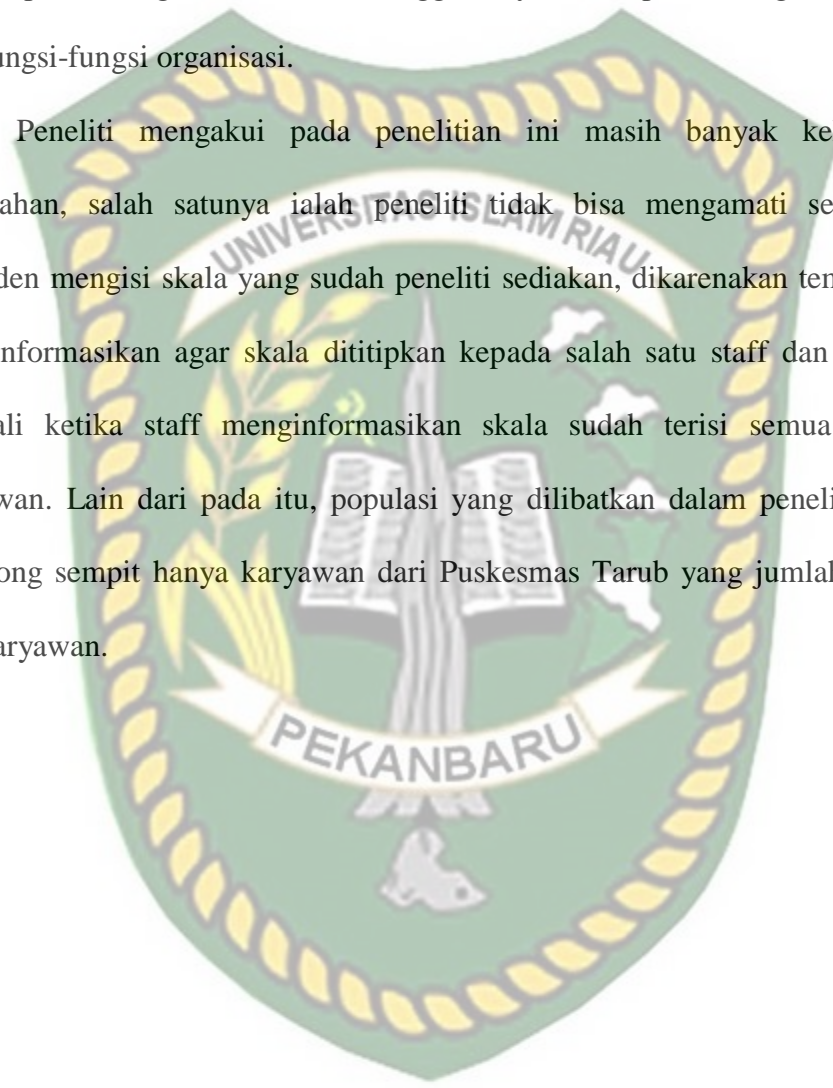 ungsi-fungsi organisasi.
Peneliti mengakui pada penelitian ini masih banyak ke
ahan, salah satunya ialah peneliti tidak bisa mengamati se
den mengisi skala yang sudah peneliti sediakan, dikarenakan ter
nformasikan agar skala dititipkan kepada salah satu staff dan
ali ketika staff menginformasikan skala sudah terisi semua
wan. Lain dari pada itu, populasi yang dilibatkan dalam peneli
ong sempit hanya karyawan dari Puskesmas Tarub yang jumlah
aryawan.
UNIVERSITAS ISLAM RIAU
PEKANBARU